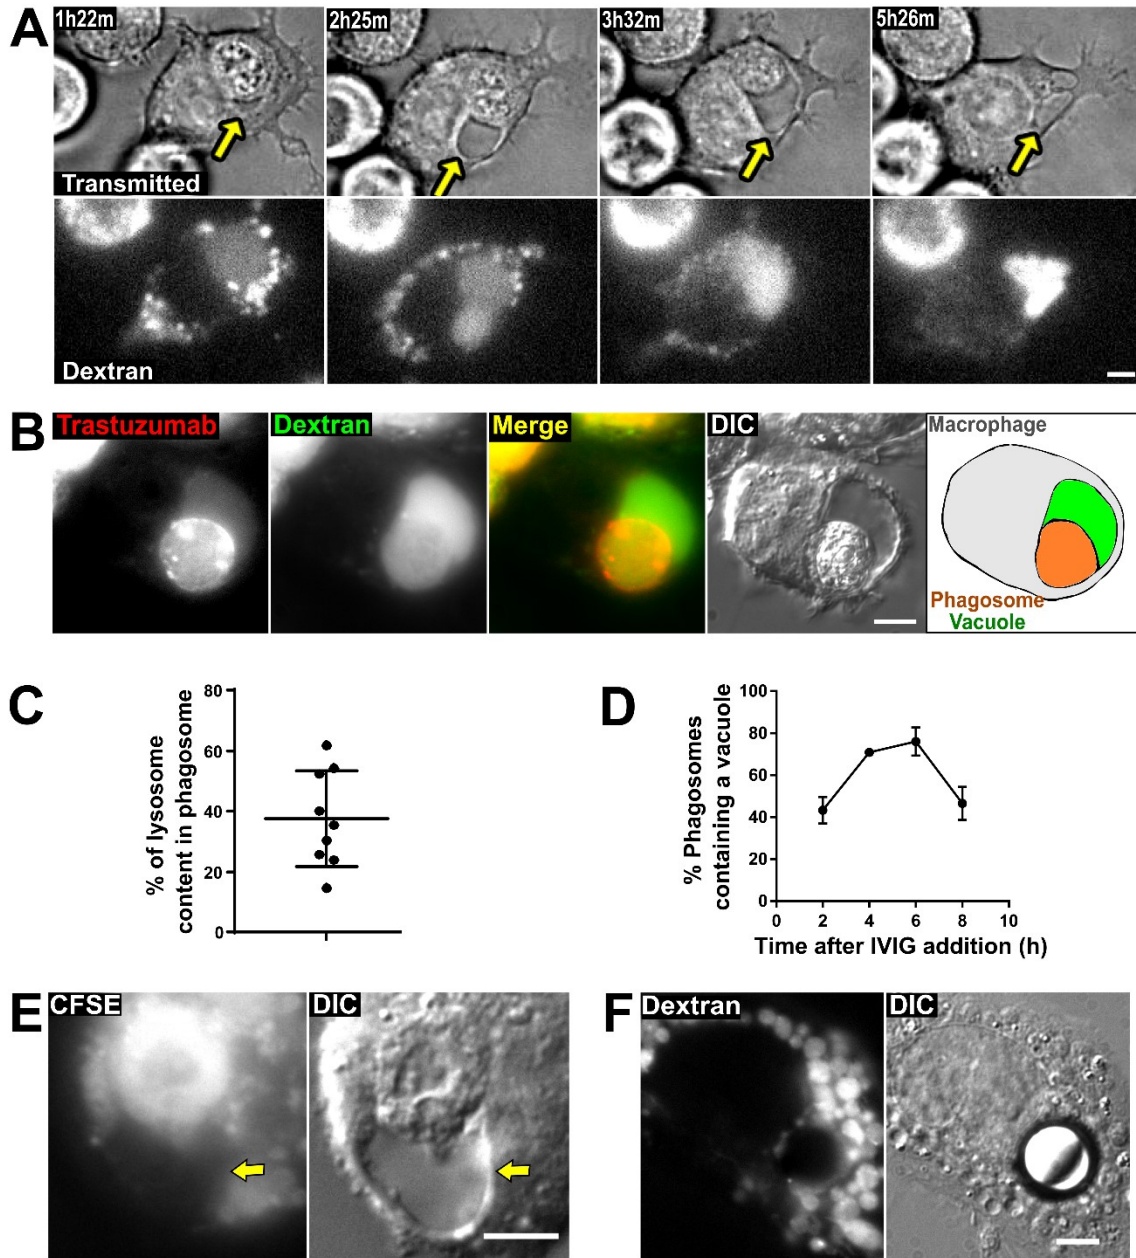 A
1h22m
2h25m
3h32m
5h26m
Transmitted
Dextran
B
Trastuzumab
Dextran
Merge
DIC
Macrophage
Phagosome
Vacuole
C
% of lysosome
content in phagosome
80
60
40
20
0
D
% Phagosomes
containing a vacuole
100
80
60
40
20
0
0
2
4
6
8
10
Time after IVIG addition (h)
E
CFSE
DIC
F
Dextran
DIC